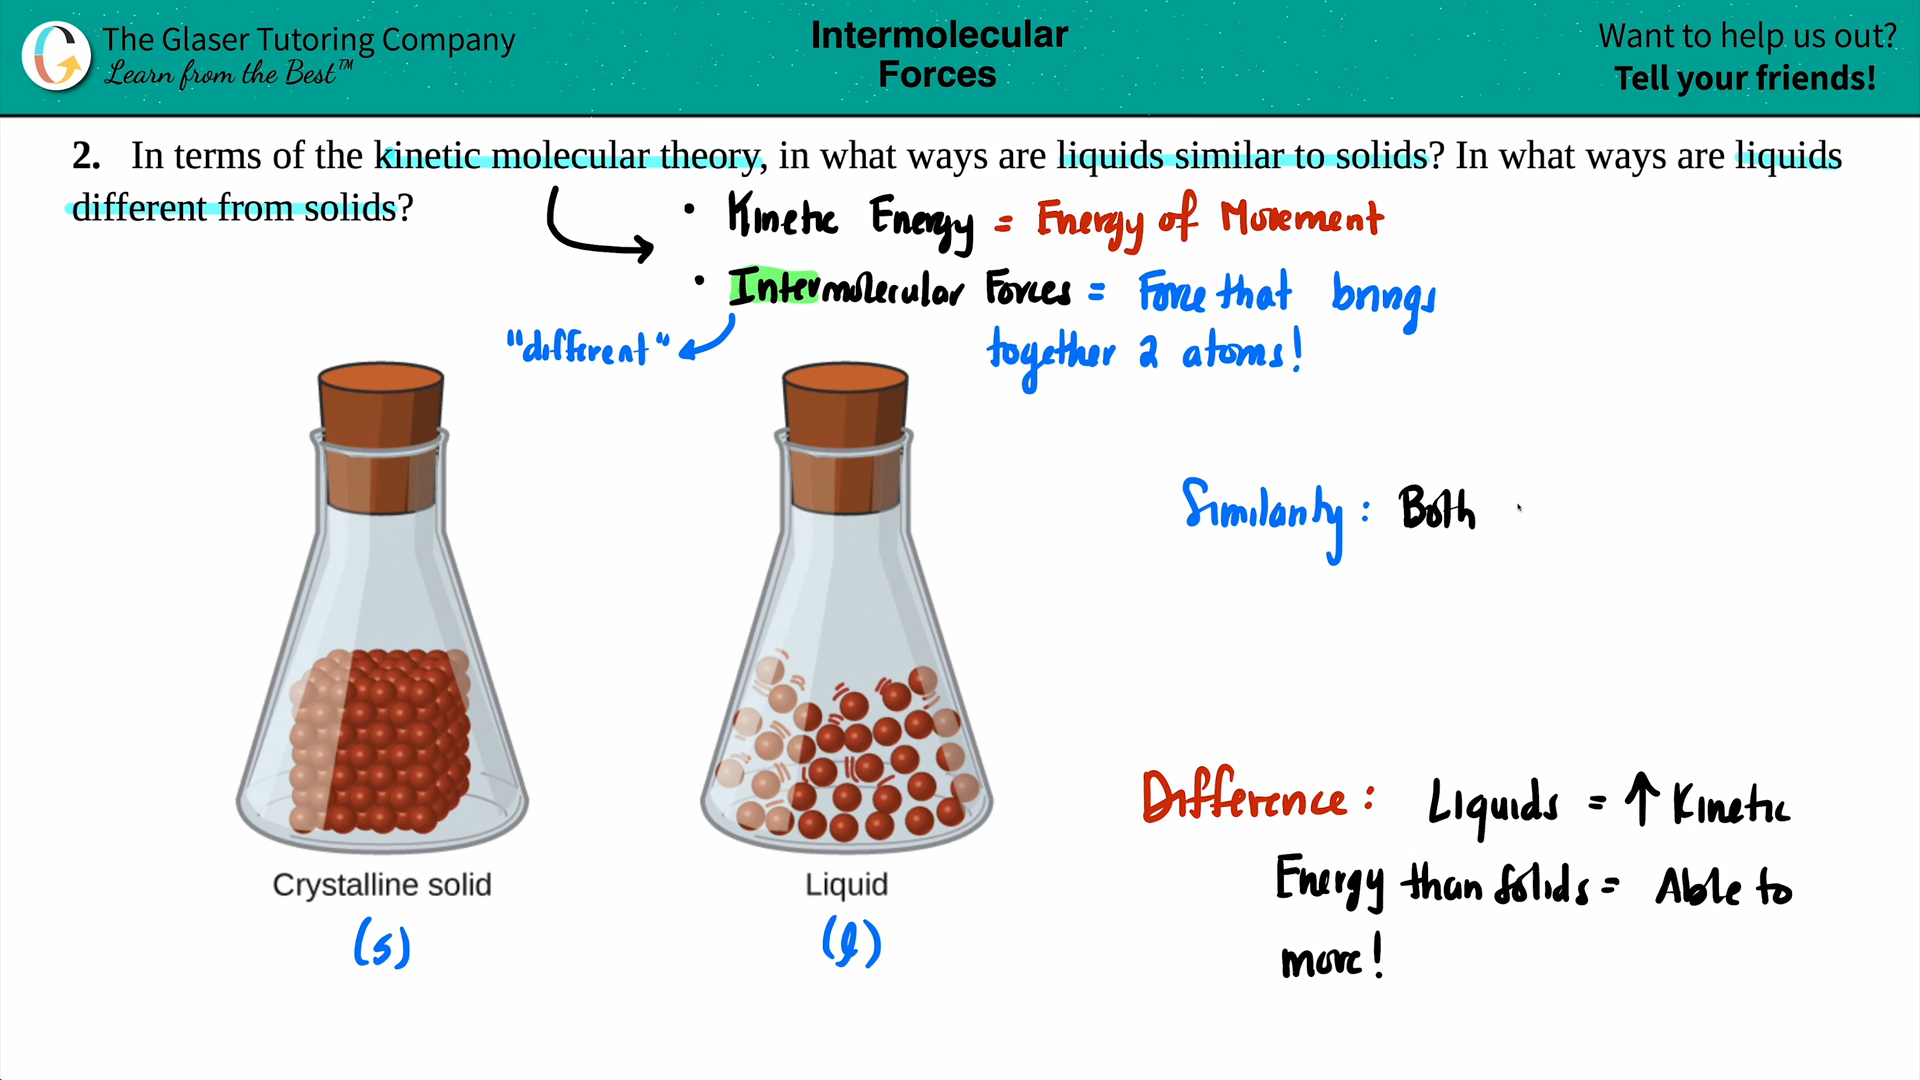 The Glaser Tutoring Company
Learn from the Best™
Intermolecular
Forces
Want to help us out?
Tell your friends!
2. In terms of the kinetic molecular theory, in what ways are liquids similar to solids? In what ways are liquids
different from solids?
• Kinetic Energy = Energy of Movement
• Intermolecular Forces = Force that brings
together 2 atoms!
"different"
Similarity: Both
Difference: Liquids = ↑ Kinetic
Energy than solids = Able to
more!
Crystalline solid
(s)
Liquid
(l)